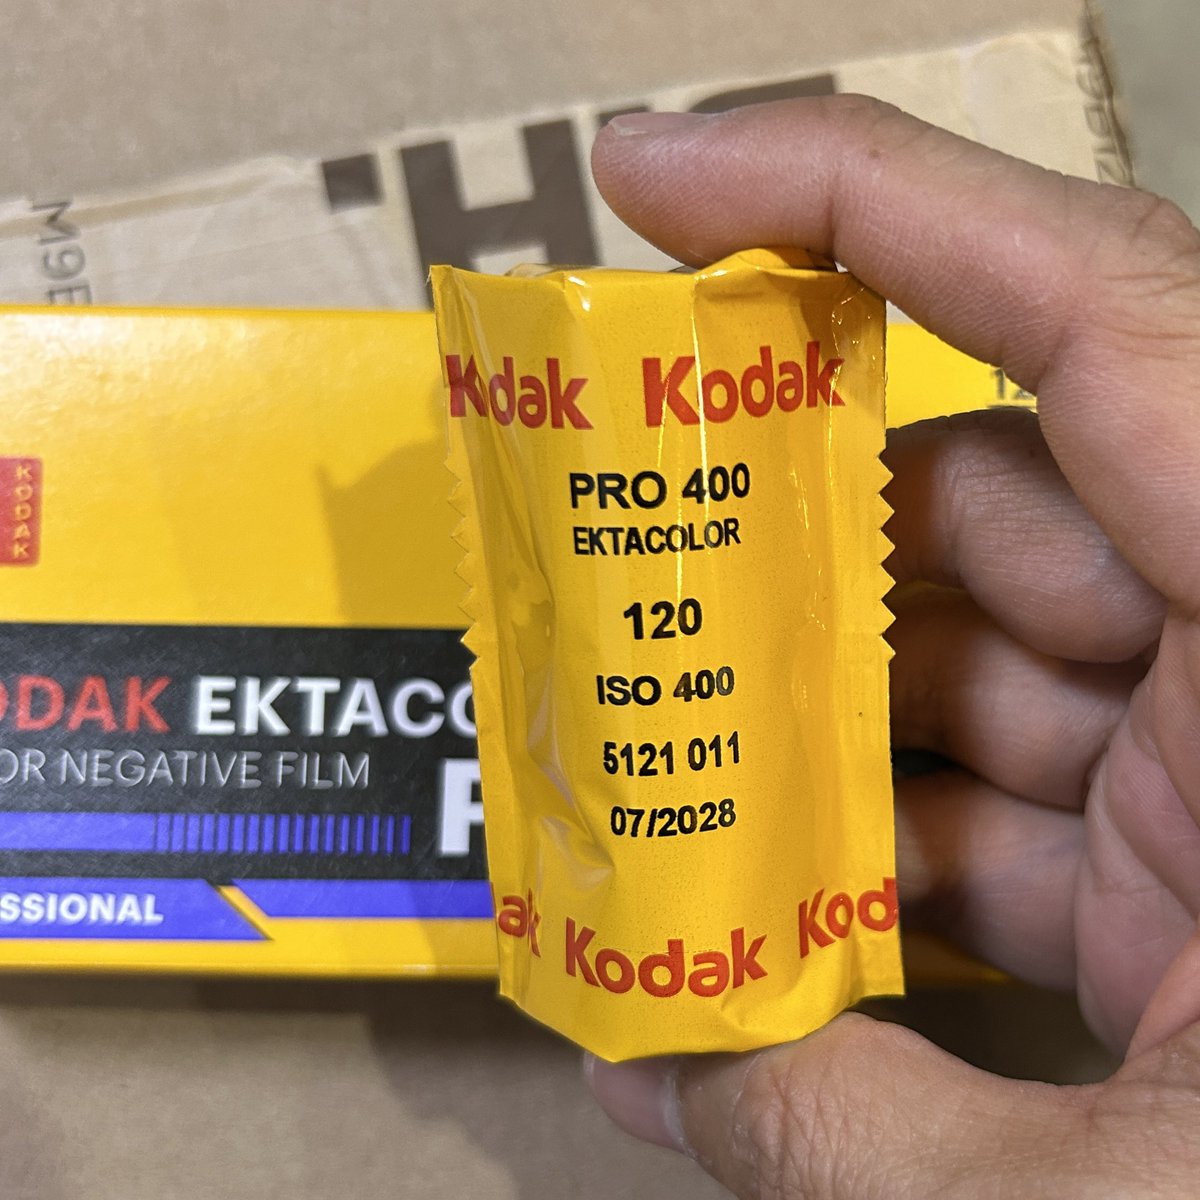 Kodak Kodak
PRO 400
EKTACOLOR
120
ISO 400
5121 011
07/2028
Kodak
KODAK
EKTACO
OR NEGATIVE FILM
SSIONAL